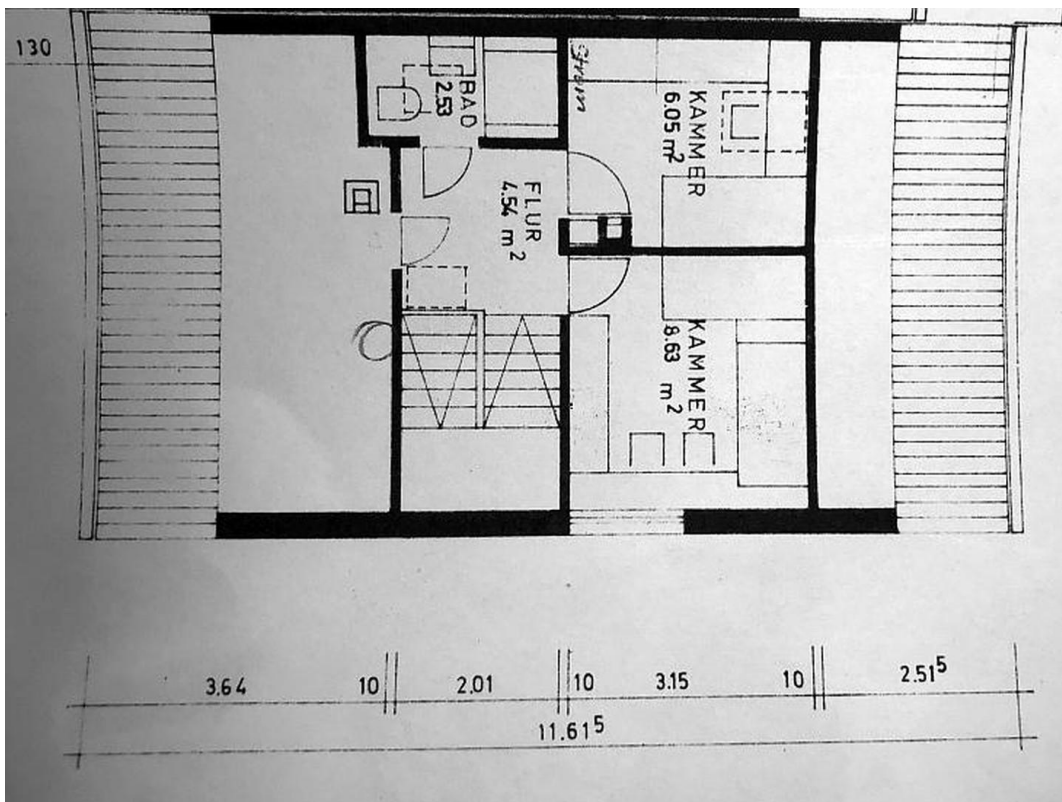 130
BAD
2.53
Strom
KAMMER
6.05 m²
FLUR
4.54 m²
KAMMER
8.63 m²
3.64
10
2.01
10
3.15
10
2.51⁵
11.61⁵